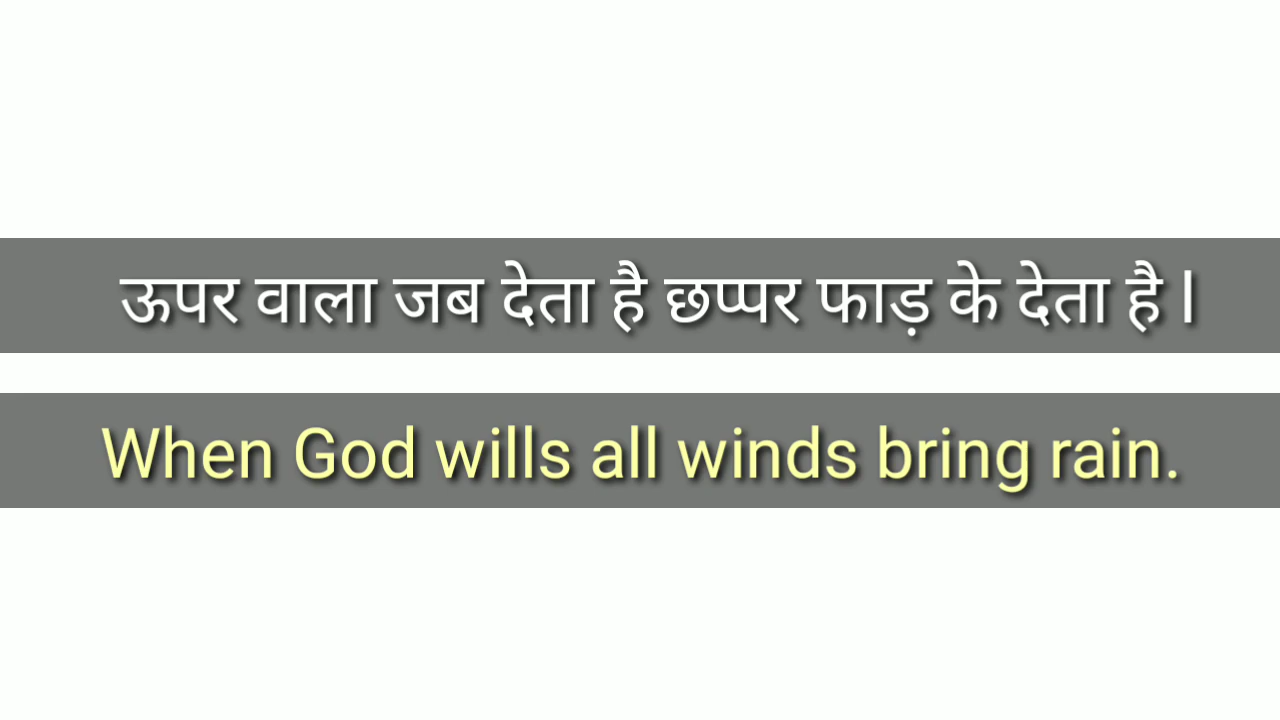 ऊपर वाला जब देता है छप्पर फाड़ के देता है l
When God wills all winds bring rain.